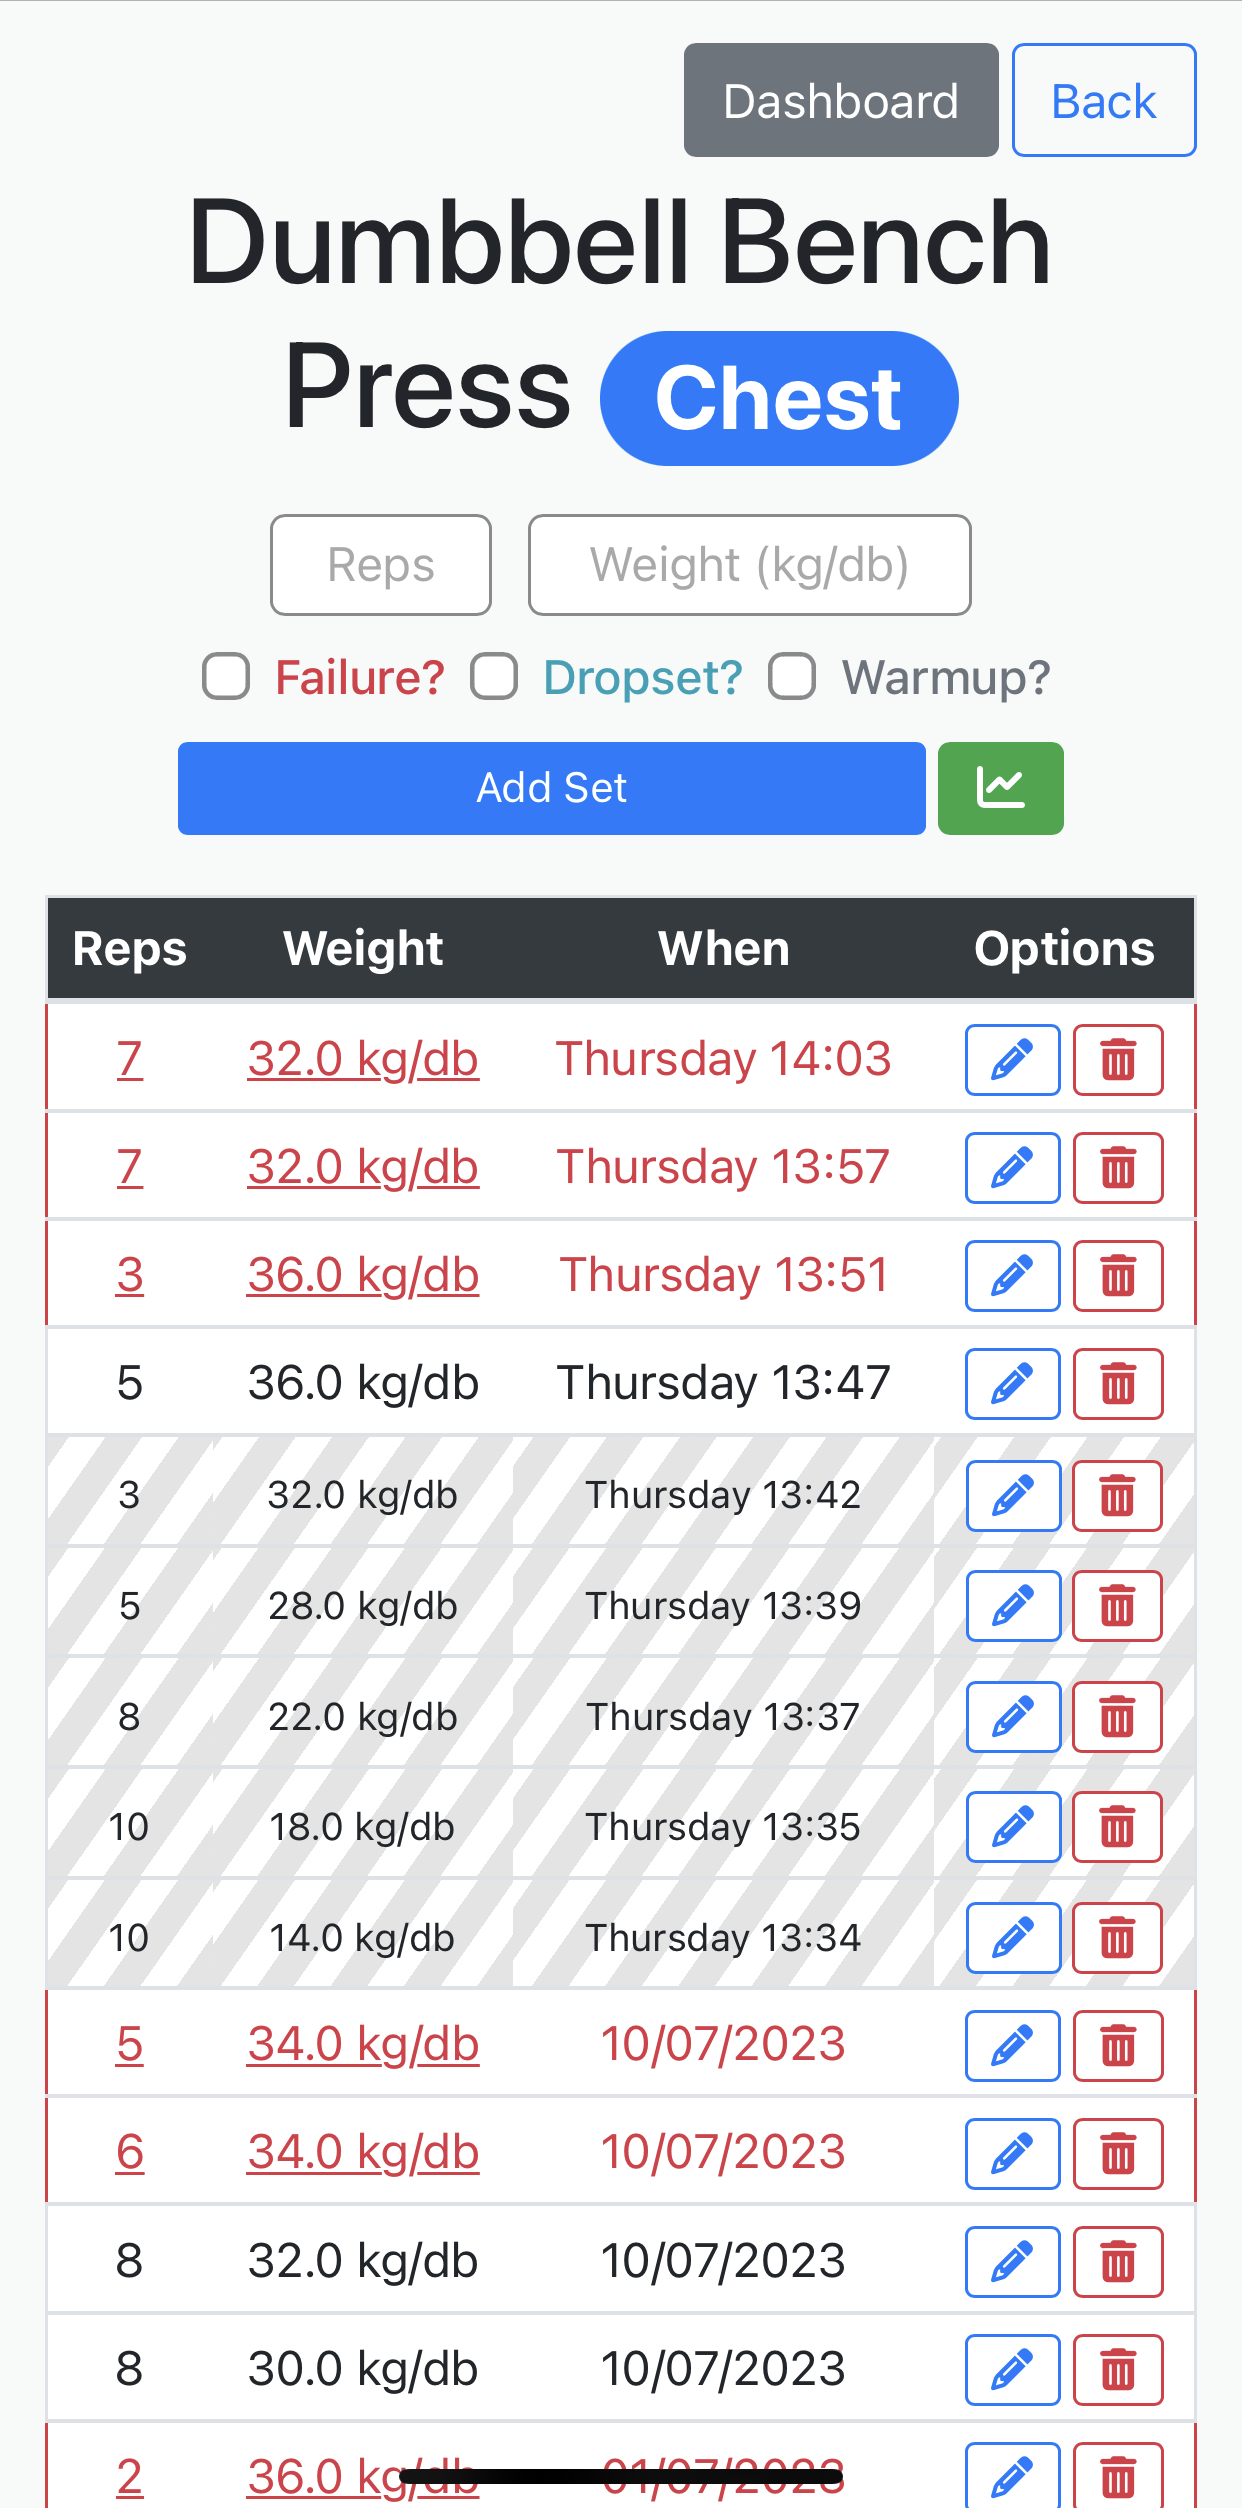 Dashboard Back
Dumbbell Bench
Press Chest
Reps Weight (kg/db)
Failure? Dropset? Warmup?
Add Set
Reps Weight When Options
7 32.0 kg/db Thursday 14:03
7 32.0 kg/db Thursday 13:57
3 36.0 kg/db Thursday 13:51
5 36.0 kg/db Thursday 13:47
3 32.0 kg/db Thursday 13:42
5 28.0 kg/db Thursday 13:39
8 22.0 kg/db Thursday 13:37
10 18.0 kg/db Thursday 13:35
10 14.0 kg/db Thursday 13:34
5 34.0 kg/db 10/07/2023
6 34.0 kg/db 10/07/2023
8 32.0 kg/db 10/07/2023
8 30.0 kg/db 10/07/2023
2 36.0 kg/db 01/07/2023